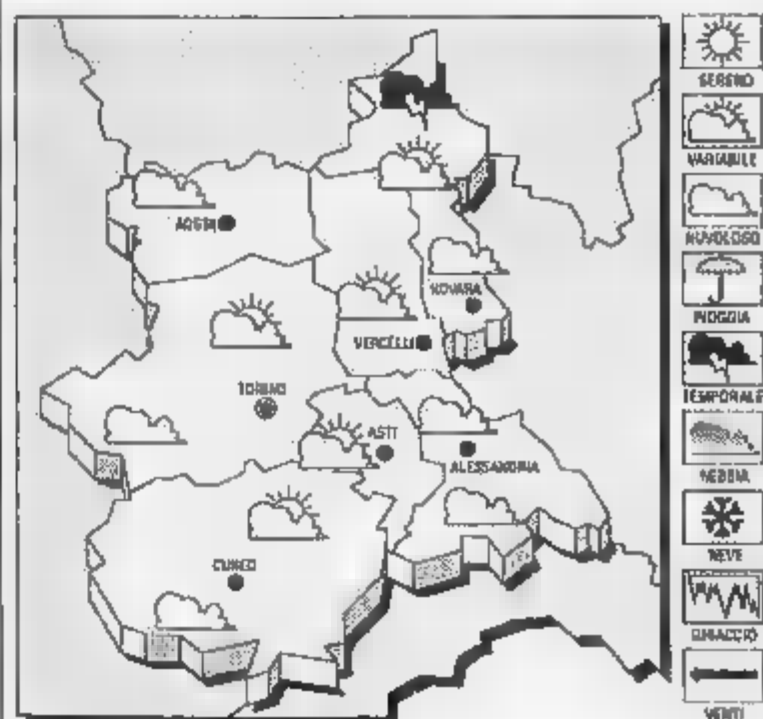 SERENO
VARIABILE
AOSTA
NUVOLOSO
NOVARA
PIOGGIA
VERCELLI
TEMPORALE
TORINO
ASTI
ALESSANDRIA
NEBBIA
NEVE
CUNEO
GHIACCIO
VENTI